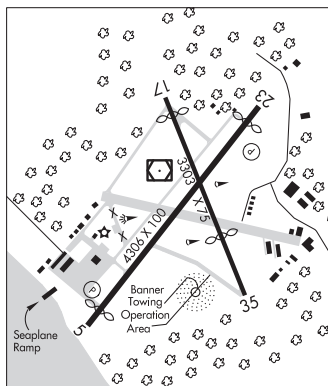 17
23
3303 X 75
4306 X 100
P
X
X
P
5
35
Banner
Towing
Operation
Area
Seaplane
Ramp